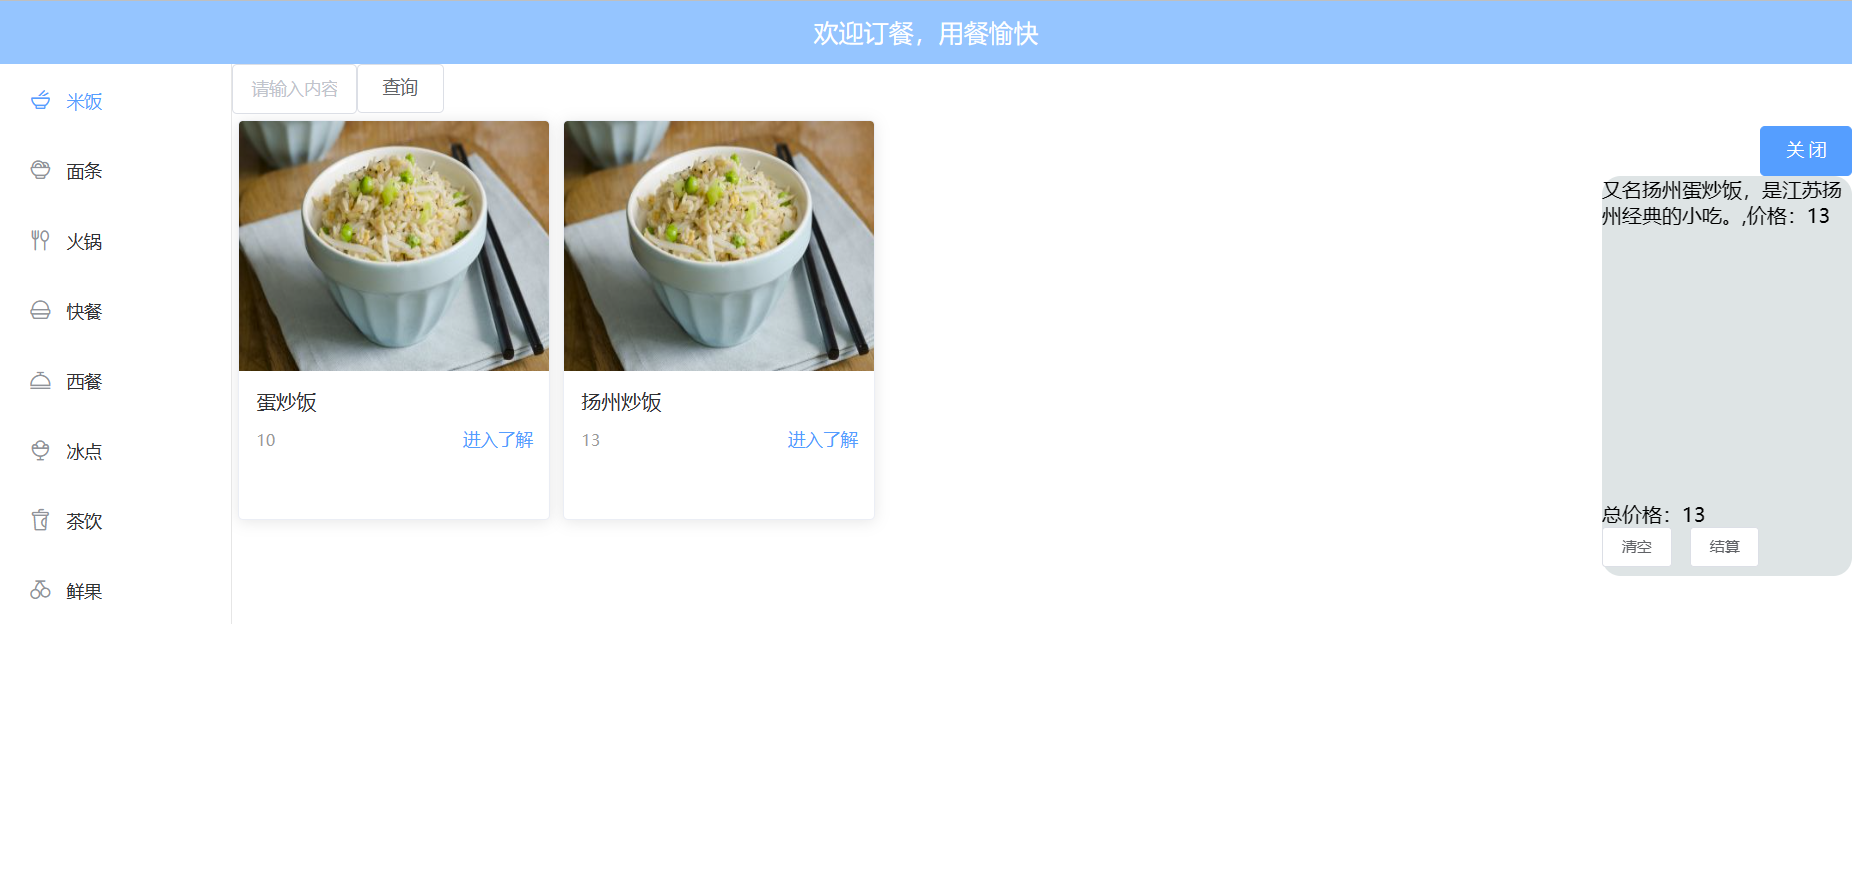 欢迎订餐，用餐愉快
米饭
面条
火锅
快餐
西餐
冰点
茶饮
鲜果
请输入内容
查询
蛋炒饭
10
进入了解
扬州炒饭
13
进入了解
关闭
又名扬州蛋炒饭，是江苏扬
州经典的小吃。,价格：13
总价格：13
清空
结算